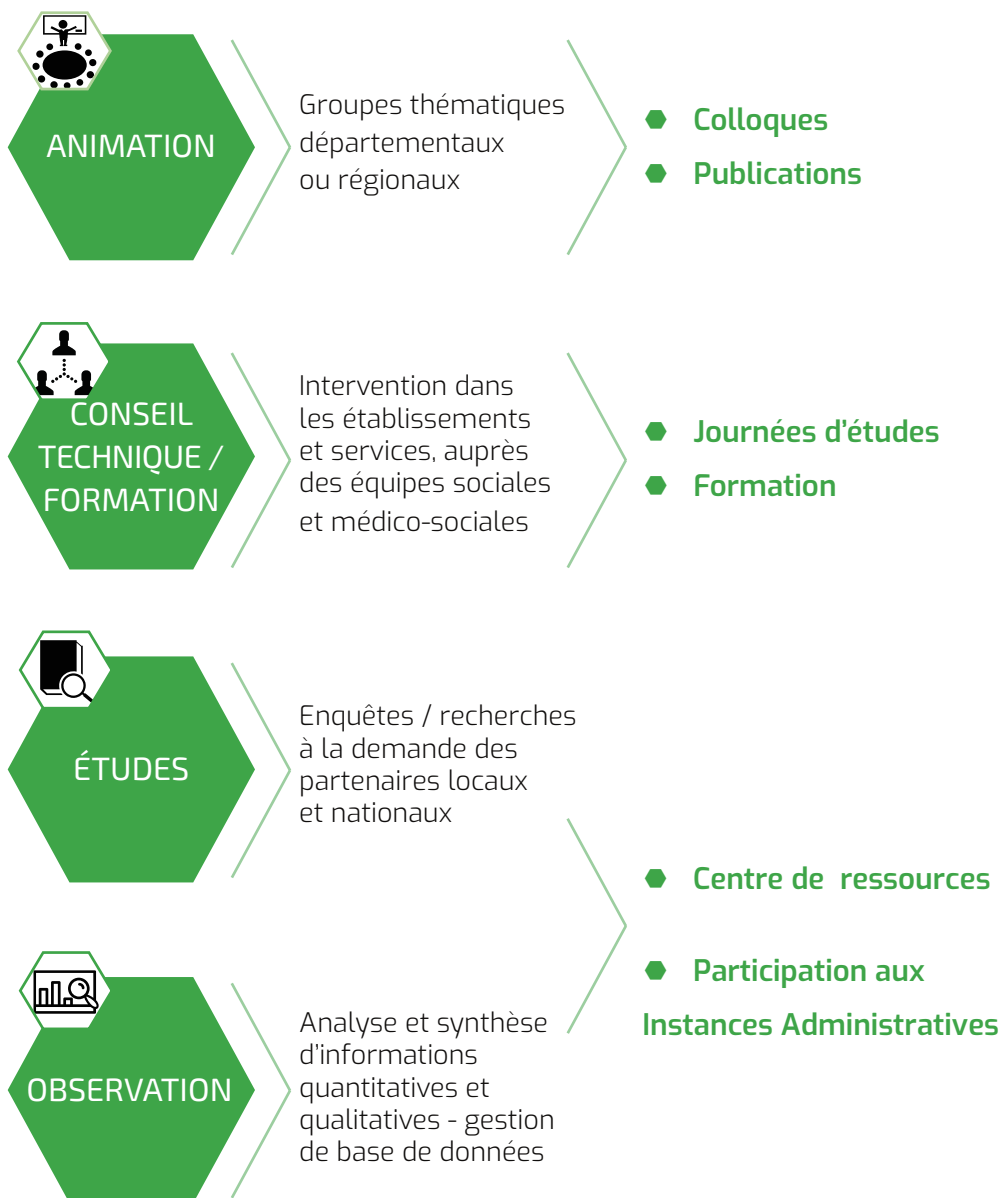 ANIMATION
Groupes thématiques
départementaux
ou régionaux
Colloques
Publications
CONSEIL
TECHNIQUE /
FORMATION
Intervention dans
les établissements
et services, auprès
des équipes sociales
et médico-sociales
Journées d'études
Formation
ÉTUDES
Enquêtes / recherches
à la demande des
partenaires locaux
et nationaux
OBSERVATION
Analyse et synthèse
d’informations
quantitatives et
qualitatives - gestion
de base de données
Centre de ressources
Participation aux
Instances Administratives